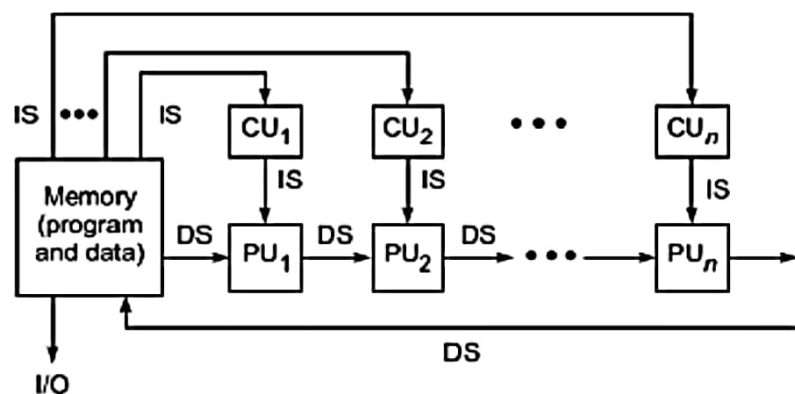 IS
IS
CU1
CU2
CUn
IS
IS
IS
Memory
(program
and data)
DS
PU1
DS
PU2
DS
PUn
DS
I/O